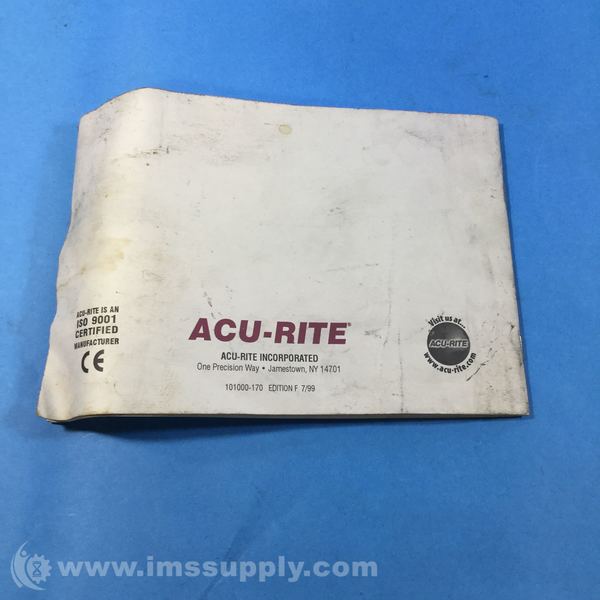 ACU-RITE IS AN
ISO 9001
CERTIFIED
MANUFACTURER
CE
ACU-RITE®
ACU-RITE INCORPORATED
One Precision Way • Jamestown, NY 14701
101000-170 EDITION F 7/99
Visit us at...
ACU-RITE
www.acu-rite.com
www.imssupply.com